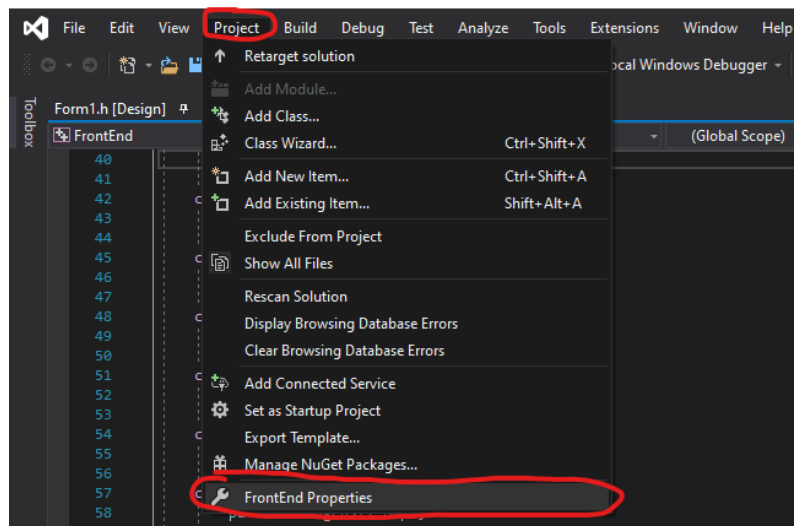 File Edit View Project Build Debug Test Analyze Tools Extensions Window Help
Retarget solution
ocal Windows Debugger
Add Module...
Toolbox
Form1.h [Design]
Add Class...
FrontEnd
Class Wizard... Ctrl+Shift+X
(Global Scope)
40
41
Add New Item... Ctrl+Shift+A
42 c
Add Existing Item... Shift+Alt+A
43
44
Exclude From Project
45 c
Show All Files
46
47
Rescan Solution
48 c
Display Browsing Database Errors
49
50
Clear Browsing Database Errors
51 c
Add Connected Service
52
53
Set as Startup Project
54 c
Export Template...
55
56
Manage NuGet Packages...
57 c
FrontEnd Properties
58